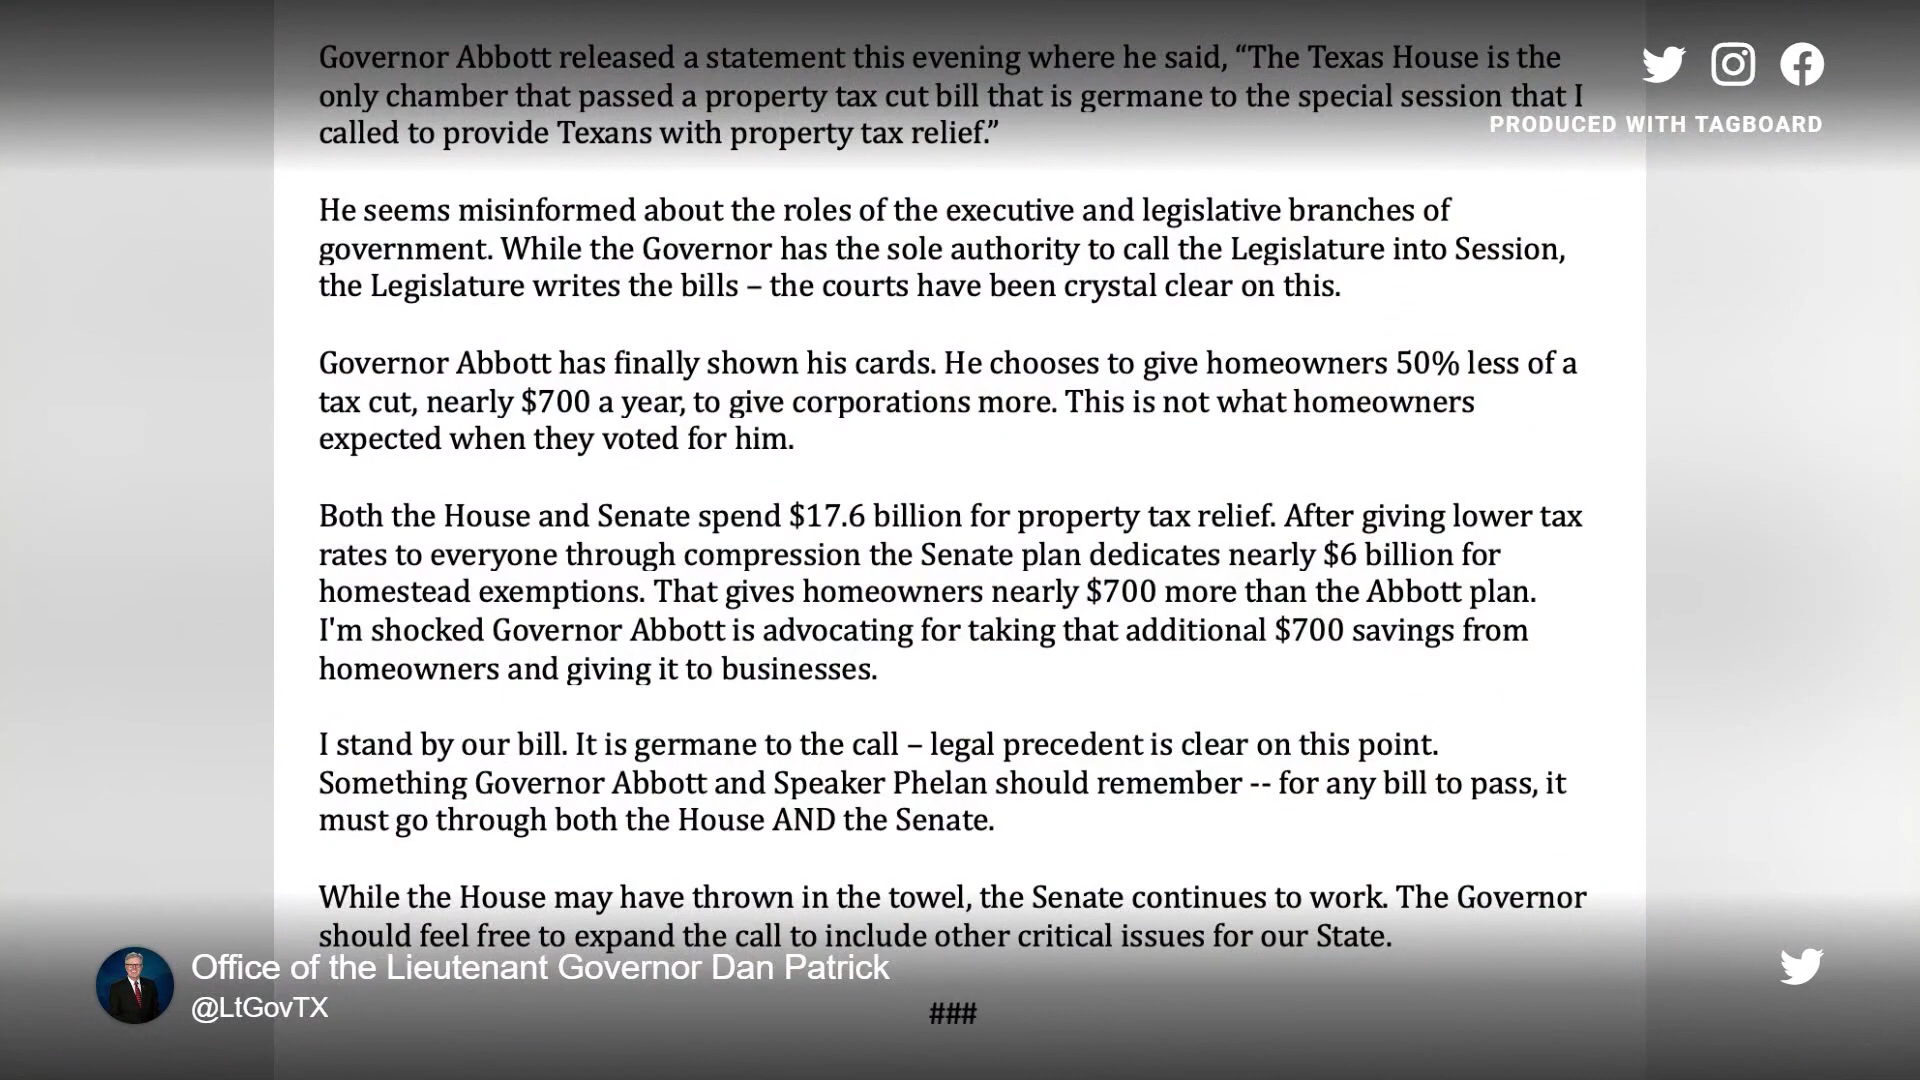 Governor Abbott released a statement this evening where he said, “The Texas House is the
only chamber that passed a property tax cut bill that is germane to the special session that I
called to provide Texans with property tax relief.”
PRODUCED WITH TAGBOARD
He seems misinformed about the roles of the executive and legislative branches of
government. While the Governor has the sole authority to call the Legislature into Session,
the Legislature writes the bills – the courts have been crystal clear on this.
Governor Abbott has finally shown his cards. He chooses to give homeowners 50% less of a
tax cut, nearly $700 a year, to give corporations more. This is not what homeowners
expected when they voted for him.
Both the House and Senate spend $17.6 billion for property tax relief. After giving lower tax
rates to everyone through compression the Senate plan dedicates nearly $6 billion for
homestead exemptions. That gives homeowners nearly $700 more than the Abbott plan.
I'm shocked Governor Abbott is advocating for taking that additional $700 savings from
homeowners and giving it to businesses.
I stand by our bill. It is germane to the call – legal precedent is clear on this point.
Something Governor Abbott and Speaker Phelan should remember -- for any bill to pass, it
must go through both the House AND the Senate.
While the House may have thrown in the towel, the Senate continues to work. The Governor
should feel free to expand the call to include other critical issues for our State.
Office of the Lieutenant Governor Dan Patrick
@LtGovTX
###